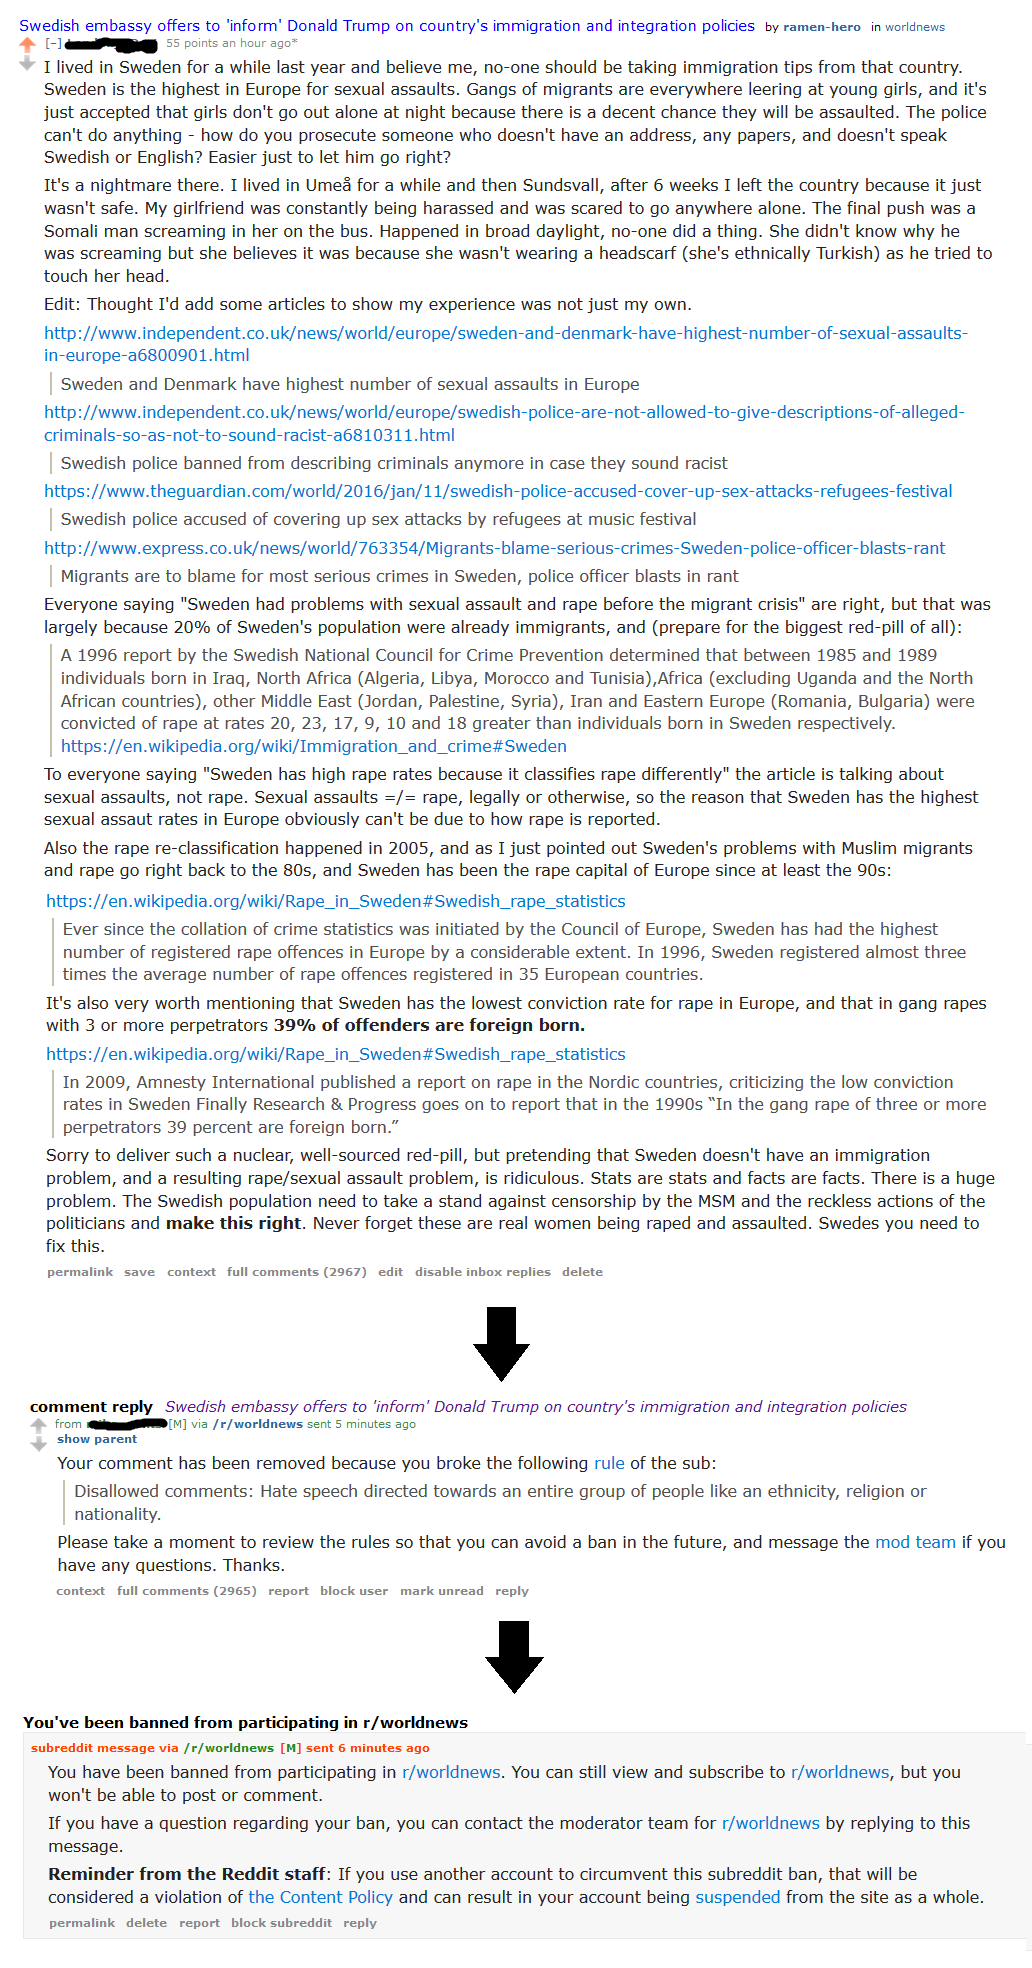 Swedish embassy offers to 'inform' Donald Trump on country's immigration and integration policies by ramen-hero in worldnews
[–] 55 points an hour ago*
I lived in Sweden for a while last year and believe me, no-one should be taking immigration tips from that country.
Sweden is the highest in Europe for sexual assaults. Gangs of migrants are everywhere leering at young girls, and it's
just accepted that girls don't go out alone at night because there is a decent chance they will be assaulted. The police
can't do anything - how do you prosecute someone who doesn't have an address, any papers, and doesn't speak
Swedish or English? Easier just to let him go right?
It's a nightmare there. I lived in Umeå for a while and then Sundsvall, after 6 weeks I left the country because it just
wasn't safe. My girlfriend was constantly being harassed and was scared to go anywhere alone. The final push was a
Somali man screaming in her on the bus. Happened in broad daylight, no-one did a thing. She didn't know why he
was screaming but she believes it was because she wasn't wearing a headscarf (she's ethnically Turkish) as he tried to
touch her head.
Edit: Thought I'd add some articles to show my experience was not just my own.
http://www.independent.co.uk/news/world/europe/sweden-and-denmark-have-highest-number-of-sexual-assaults-
in-europe-a6800901.html
Sweden and Denmark have highest number of sexual assaults in Europe
http://www.independent.co.uk/news/world/europe/swedish-police-are-not-allowed-to-give-descriptions-of-alleged-
criminals-so-as-not-to-sound-racist-a6810311.html
Swedish police banned from describing criminals anymore in case they sound racist
https://www.theguardian.com/world/2016/jan/11/swedish-police-accused-cover-up-sex-attacks-refugees-festival
Swedish police accused of covering up sex attacks by refugees at music festival
http://www.express.co.uk/news/world/763354/Migrants-blame-serious-crimes-Sweden-police-officer-blasts-rant
Migrants are to blame for most serious crimes in Sweden, police officer blasts in rant
Everyone saying "Sweden had problems with sexual assault and rape before the migrant crisis" are right, but that was
largely because 20% of Sweden's population were already immigrants, and (prepare for the biggest red-pill of all):
A 1996 report by the Swedish National Council for Crime Prevention determined that between 1985 and 1989
individuals born in Iraq, North Africa (Algeria, Libya, Morocco and Tunisia),Africa (excluding Uganda and the North
African countries), other Middle East (Jordan, Palestine, Syria), Iran and Eastern Europe (Romania, Bulgaria) were
convicted of rape at rates 20, 23, 17, 9, 10 and 18 greater than individuals born in Sweden respectively.
https://en.wikipedia.org/wiki/Immigration_and_crime#Sweden
To everyone saying "Sweden has high rape rates because it classifies rape differently" the article is talking about
sexual assaults, not rape. Sexual assaults =/= rape, legally or otherwise, so the reason that Sweden has the highest
sexual assaut rates in Europe obviously can't be due to how rape is reported.
Also the rape re-classification happened in 2005, and as I just pointed out Sweden's problems with Muslim migrants
and rape go right back to the 80s, and Sweden has been the rape capital of Europe since at least the 90s:
https://en.wikipedia.org/wiki/Rape_in_Sweden#Swedish_rape_statistics
Ever since the collation of crime statistics was initiated by the Council of Europe, Sweden has had the highest
number of registered rape offences in Europe by a considerable extent. In 1996, Sweden registered almost three
times the average number of rape offences registered in 35 European countries.
It's also very worth mentioning that Sweden has the lowest conviction rate for rape in Europe, and that in gang rapes
with 3 or more perpetrators 39% of offenders are foreign born.
https://en.wikipedia.org/wiki/Rape_in_Sweden#Swedish_rape_statistics
In 2009, Amnesty International published a report on rape in the Nordic countries, criticizing the low conviction
rates in Sweden Finally Research & Progress goes on to report that in the 1990s “In the gang rape of three or more
perpetrators 39 percent are foreign born.”
Sorry to deliver such a nuclear, well-sourced red-pill, but pretending that Sweden doesn't have an immigration
problem, and a resulting rape/sexual assault problem, is ridiculous. Stats are stats and facts are facts. There is a huge
problem. The Swedish population need to take a stand against censorship by the MSM and the reckless actions of the
politicians and make this right. Never forget these are real women being raped and assaulted. Swedes you need to
fix this.
permalink save context full comments (2967) edit disable inbox replies delete
comment reply Swedish embassy offers to 'inform' Donald Trump on country's immigration and integration policies
from [M] via /r/worldnews sent 5 minutes ago
show parent
Your comment has been removed because you broke the following rule of the sub:
Disallowed comments: Hate speech directed towards an entire group of people like an ethnicity, religion or
nationality.
Please take a moment to review the rules so that you can avoid a ban in the future, and message the mod team if you
have any questions. Thanks.
context full comments (2965) report block user mark unread reply
You've been banned from participating in r/worldnews
subreddit message via /r/worldnews [M] sent 6 minutes ago
You have been banned from participating in r/worldnews. You can still view and subscribe to r/worldnews, but you
won't be able to post or comment.
If you have a question regarding your ban, you can contact the moderator team for r/worldnews by replying to this
message.
Reminder from the Reddit staff: If you use another account to circumvent this subreddit ban, that will be
considered a violation of the Content Policy and can result in your account being suspended from the site as a whole.
permalink delete report block subreddit reply